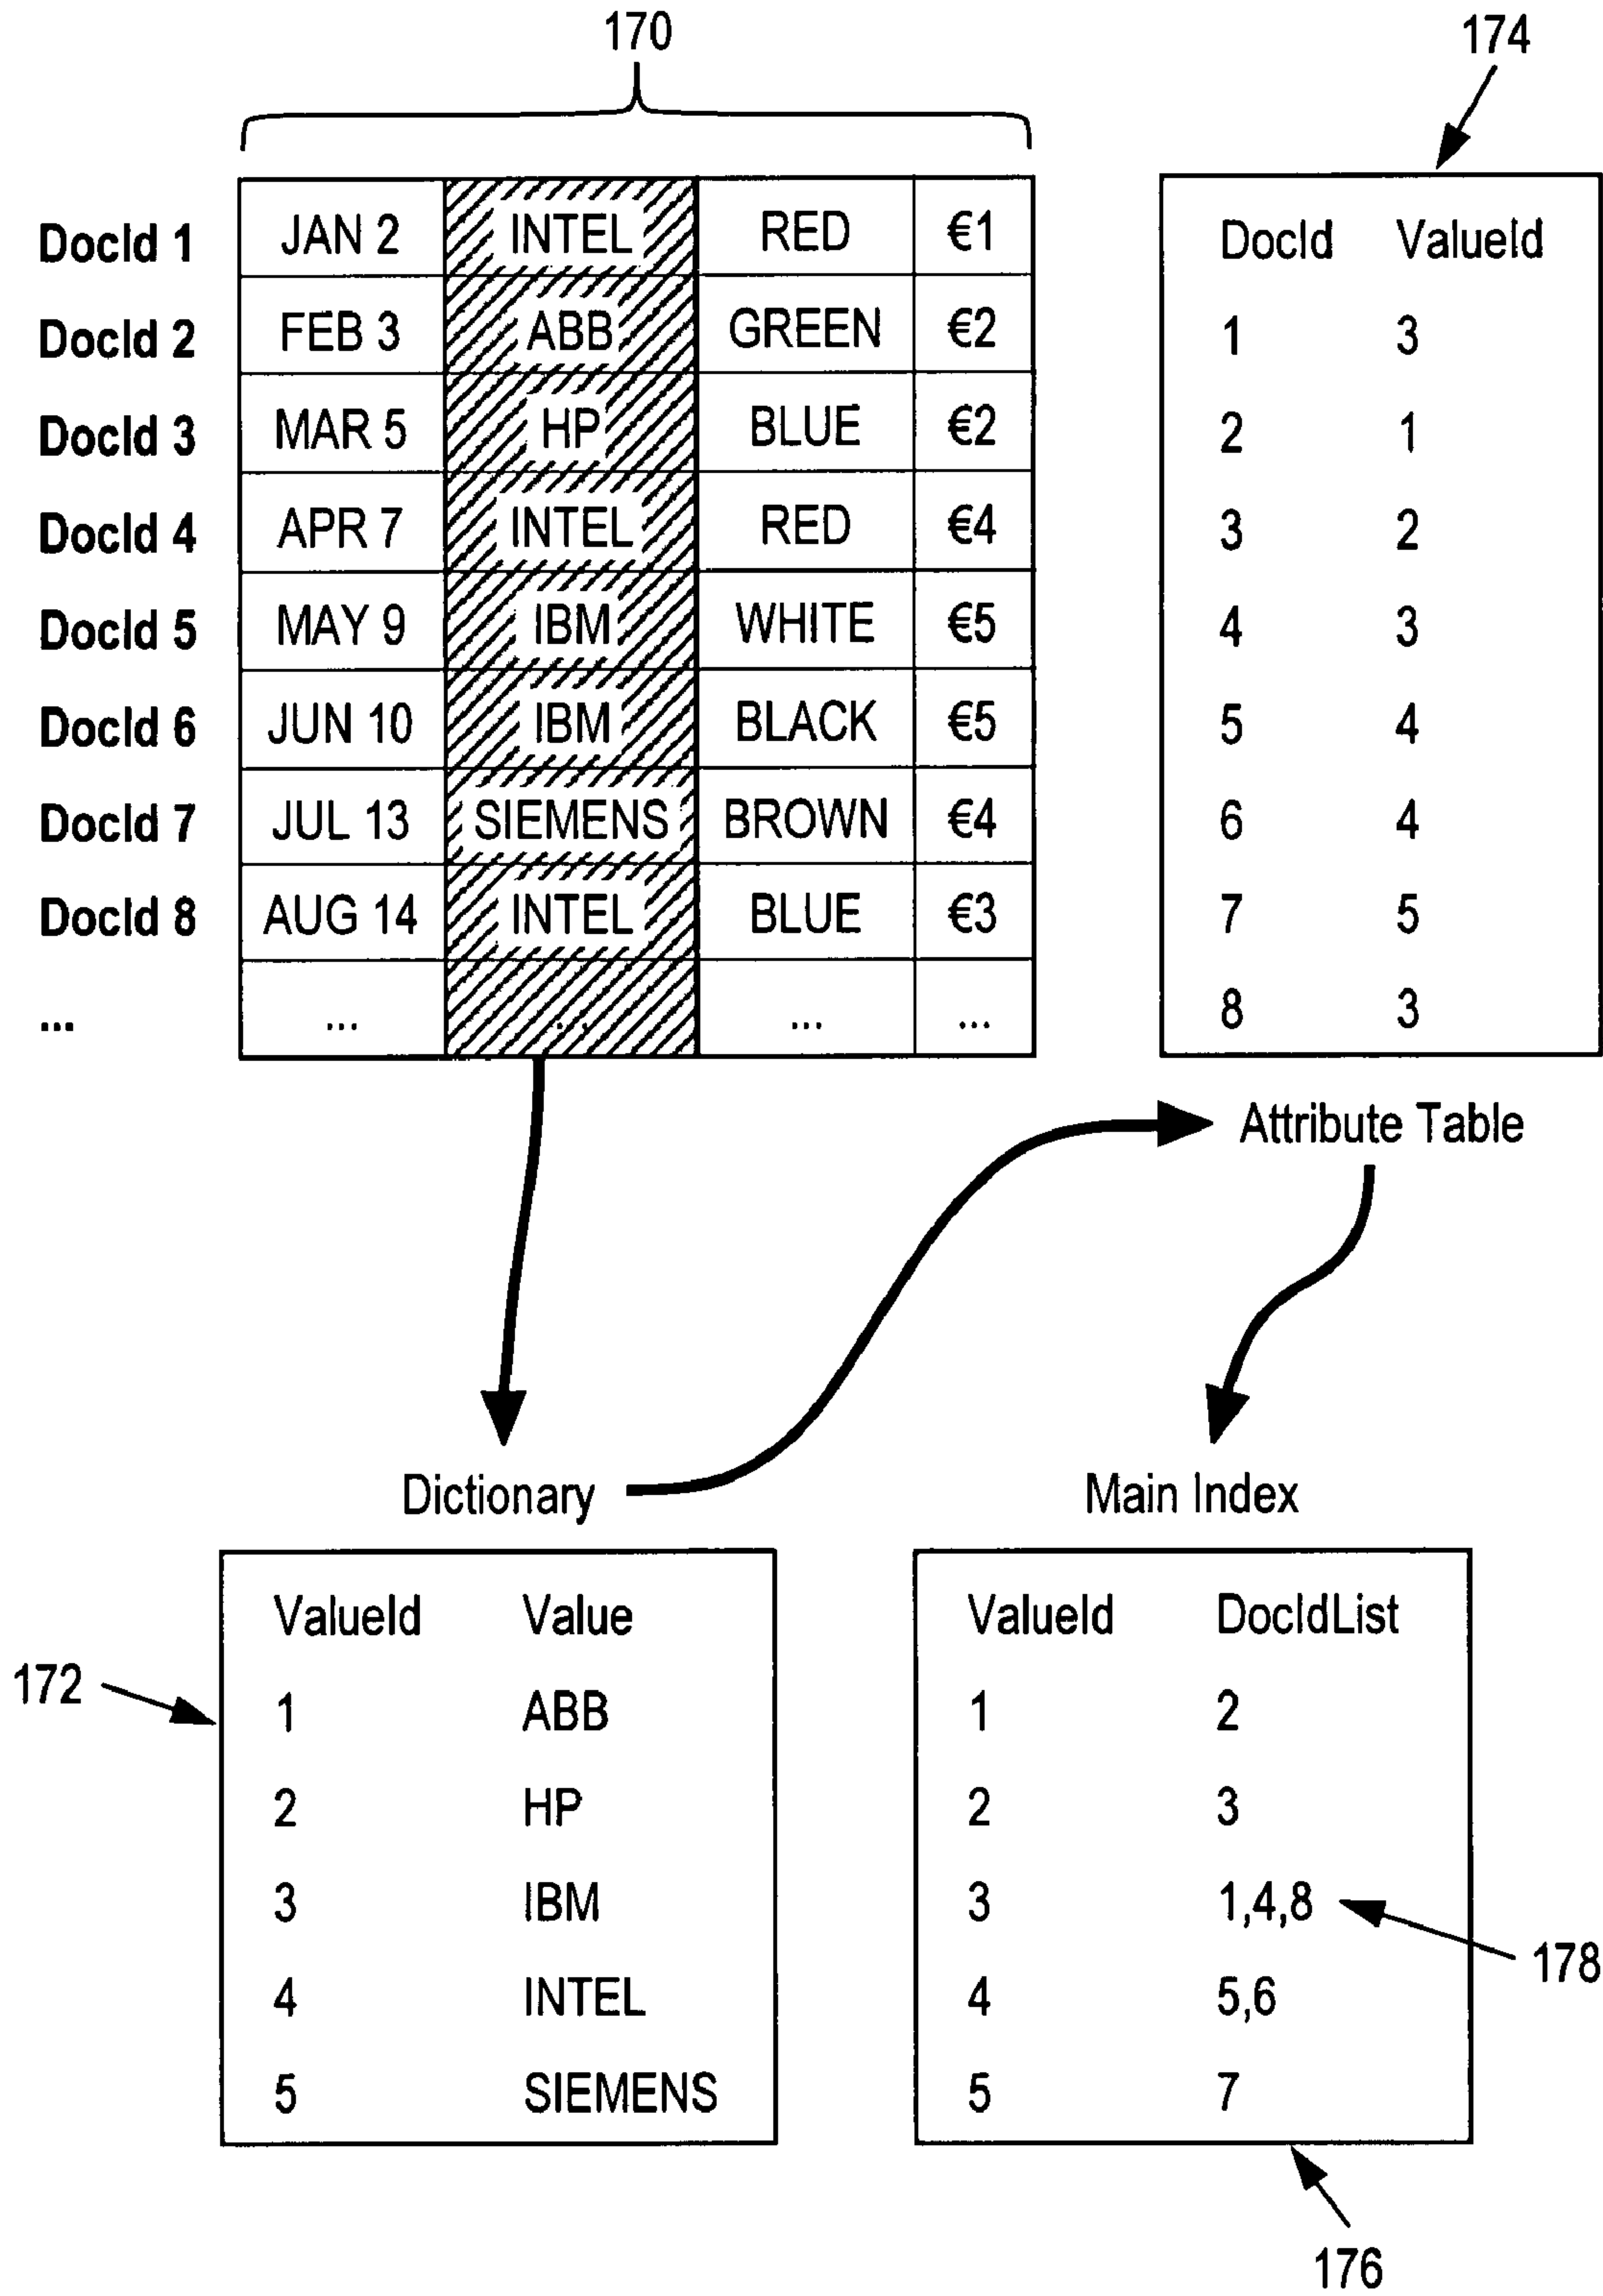 170
174
DocId 1 JAN 2 INTEL RED €1
DocId 2 FEB 3 ABB GREEN €2
DocId 3 MAR 5 HP BLUE €2
DocId 4 APR 7 INTEL RED €4
DocId 5 MAY 9 IBM WHITE €5
DocId 6 JUN 10 IBM BLACK €5
DocId 7 JUL 13 SIEMENS BROWN €4
DocId 8 AUG 14 INTEL BLUE €3
... ... ... ... ...
DocId ValueId
1 3
2 1
3 2
4 3
5 4
6 4
7 5
8 3
Attribute Table
Dictionary
ValueId Value
1 ABB
2 HP
3 IBM
4 INTEL
5 SIEMENS
172
Main Index
ValueId DocIdList
1 2
2 3
3 1,4,8
4 5,6
5 7
178
176